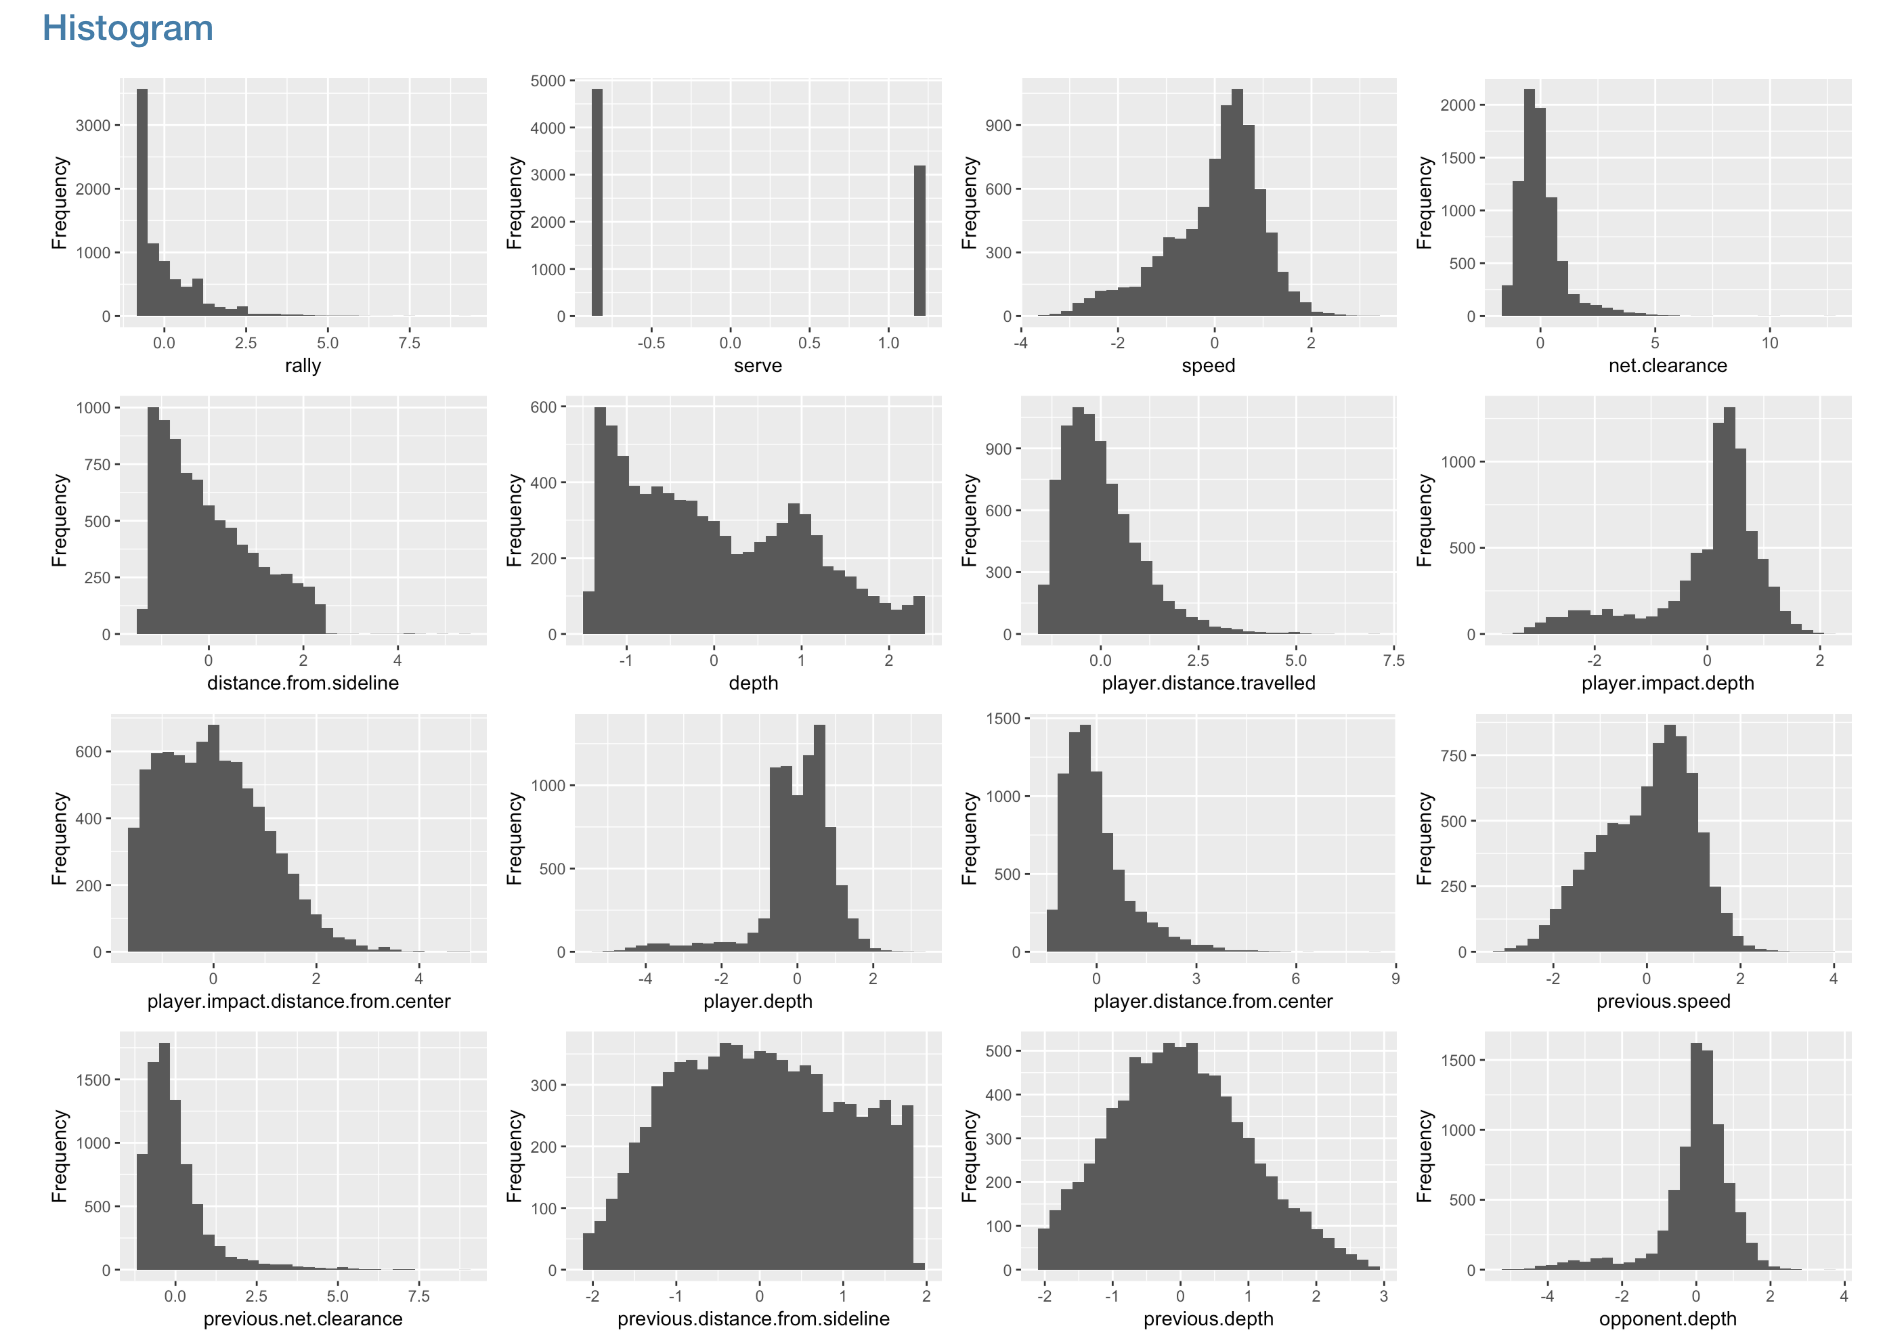 Histogram
Frequency
3000
2000
1000
0
0.0 2.5 5.0 7.5
rally
Frequency
5000
4000
3000
2000
1000
0
-0.5 0.0 0.5 1.0
serve
Frequency
900
600
300
0
-4 -2 0 2
speed
Frequency
2000
1500
1000
500
0
0 5 10
net.clearance
Frequency
1000
750
500
250
0
0 2 4
distance.from.sideline
Frequency
600
400
200
0
-1 0 1 2
depth
Frequency
900
600
300
0
0.0 2.5 5.0 7.5
player.distance.travelled
Frequency
1000
500
0
-2 0 2
player.impact.depth
Frequency
600
400
200
0
0 2 4
player.impact.distance.from.center
Frequency
1000
500
0
-4 -2 0 2
player.depth
Frequency
1500
1000
500
0
0 3 6 9
player.distance.from.center
Frequency
750
500
250
0
-2 0 2 4
previous.speed
Frequency
1500
1000
500
0
0.0 2.5 5.0 7.5
previous.net.clearance
Frequency
300
200
100
0
-2 -1 0 1 2
previous.distance.from.sideline
Frequency
500
400
300
200
100
0
-2 -1 0 1 2 3
previous.depth
Frequency
1500
1000
500
0
-4 -2 0 2 4
opponent.depth